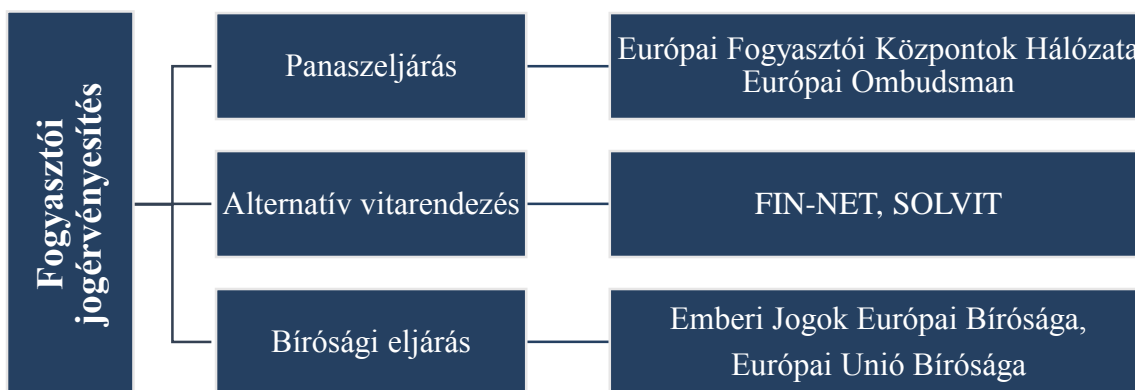 Fogyasztói
jogérvényesítés
Panaszeljárás
Európai Fogyasztói Központok Hálózata
Európai Ombudsman
Alternatív vitarendezés
FIN-NET, SOLVIT
Bírósági eljárás
Emberi Jogok Európai Bírósága,
Európai Unió Bírósága